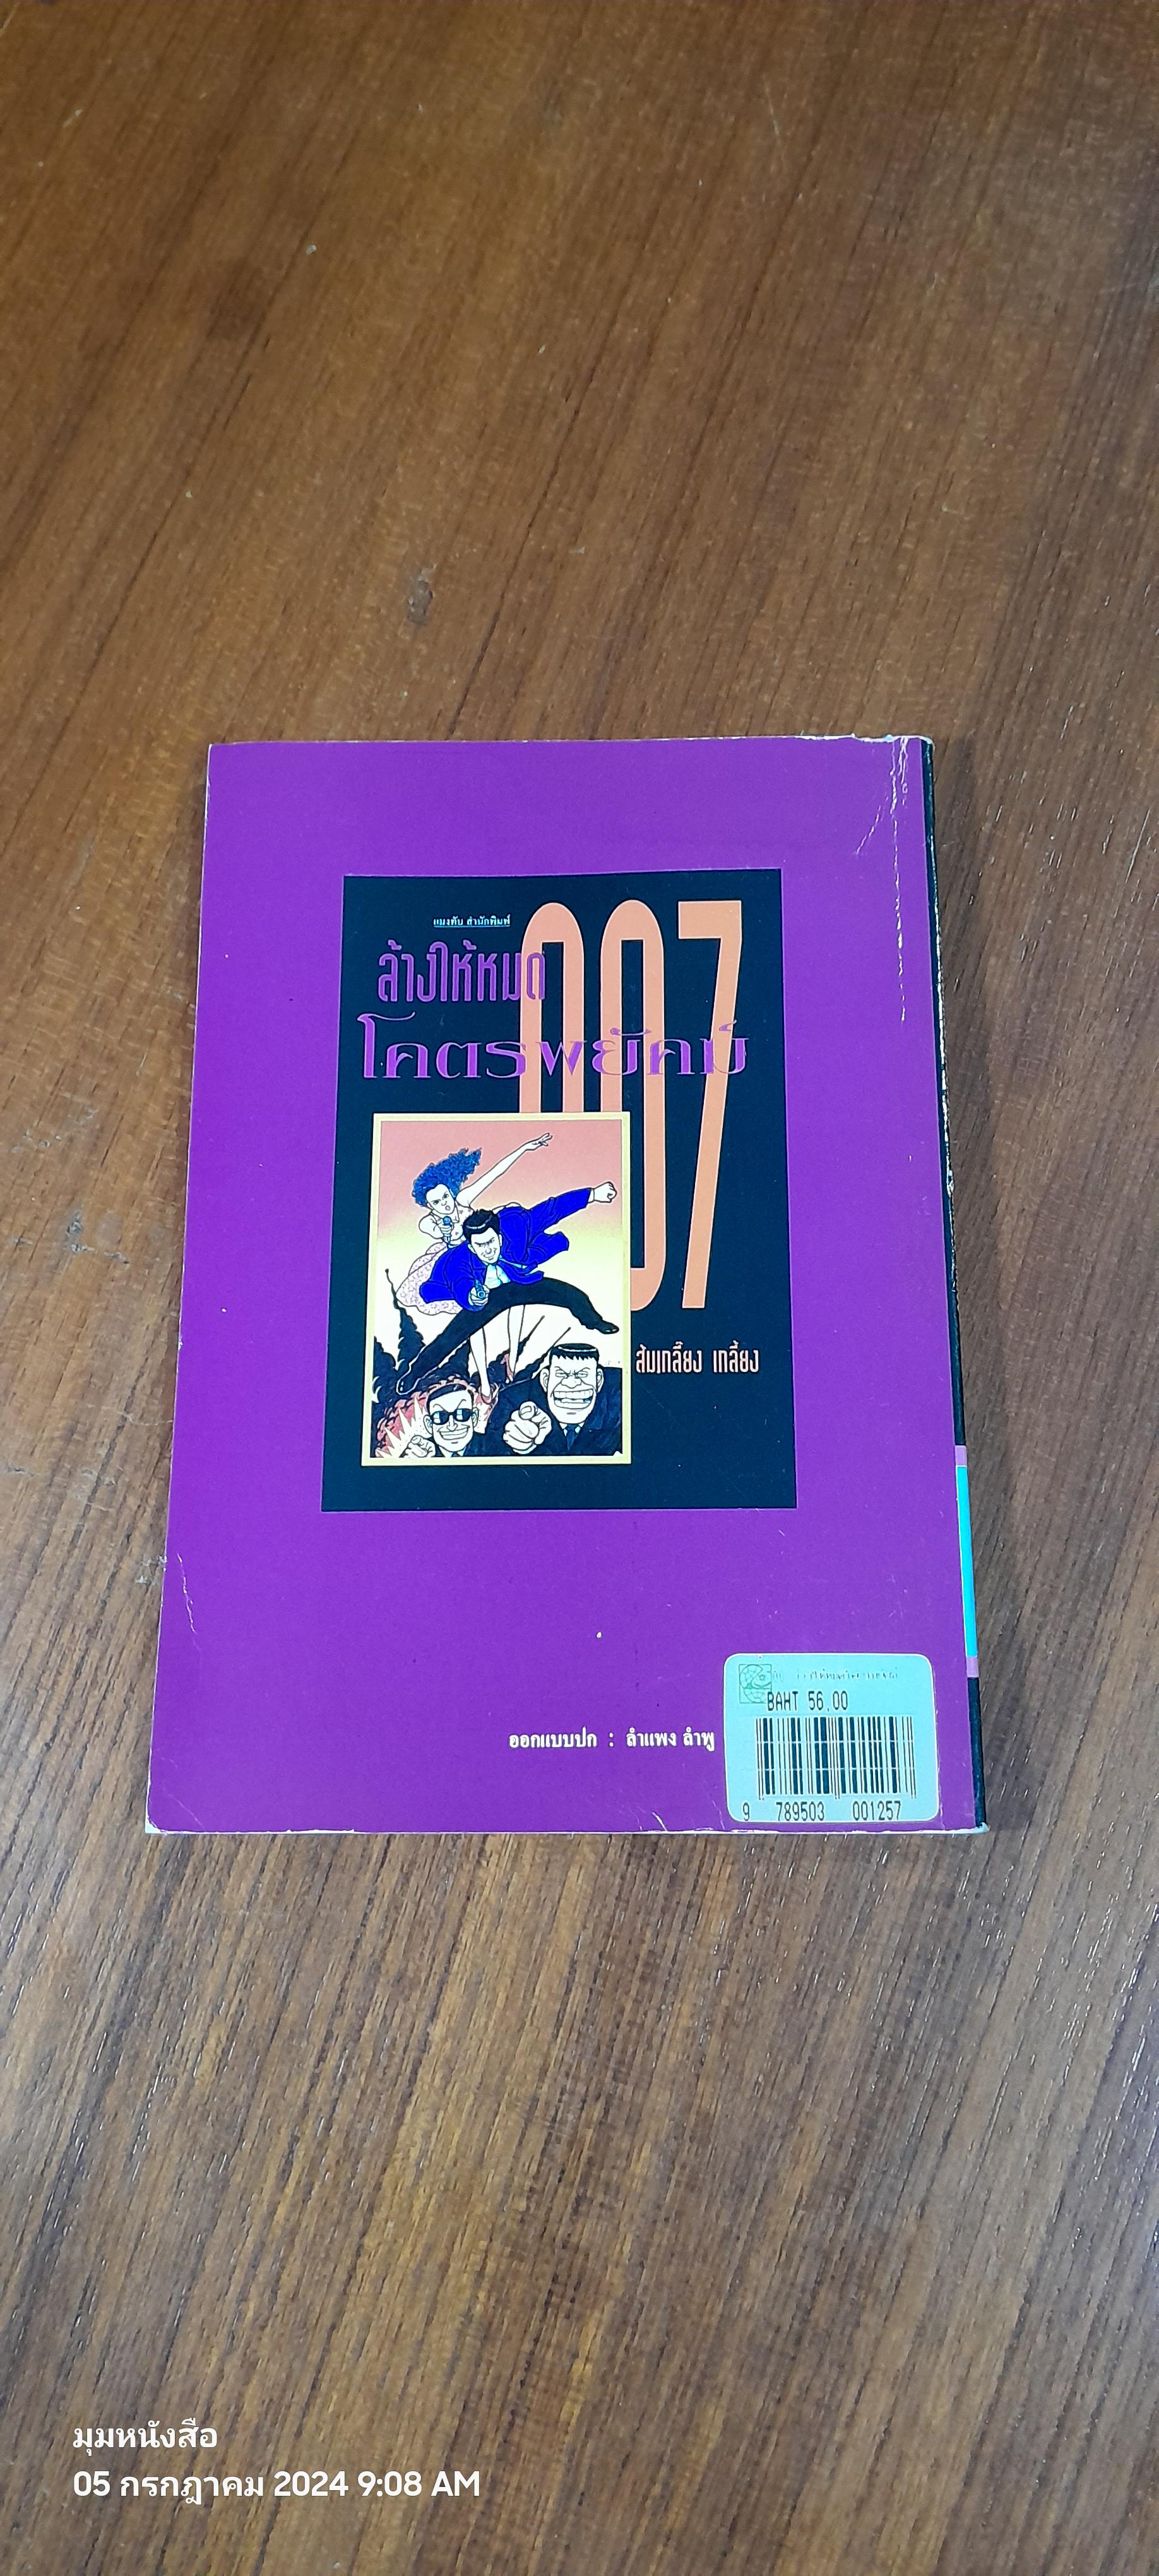 แมงทับ สำนักพิมพ์
007
ล้างให้หมด
โคตรพยัคฆ์
ส้มเกลี๊ยง เกลี้ยง
ออกแบบปก : ลำแพง ลำพู
BAHT 56.00
9 789503 001257
มุมหนังสือ
05 กรกฎาคม 2024 9:08 AM